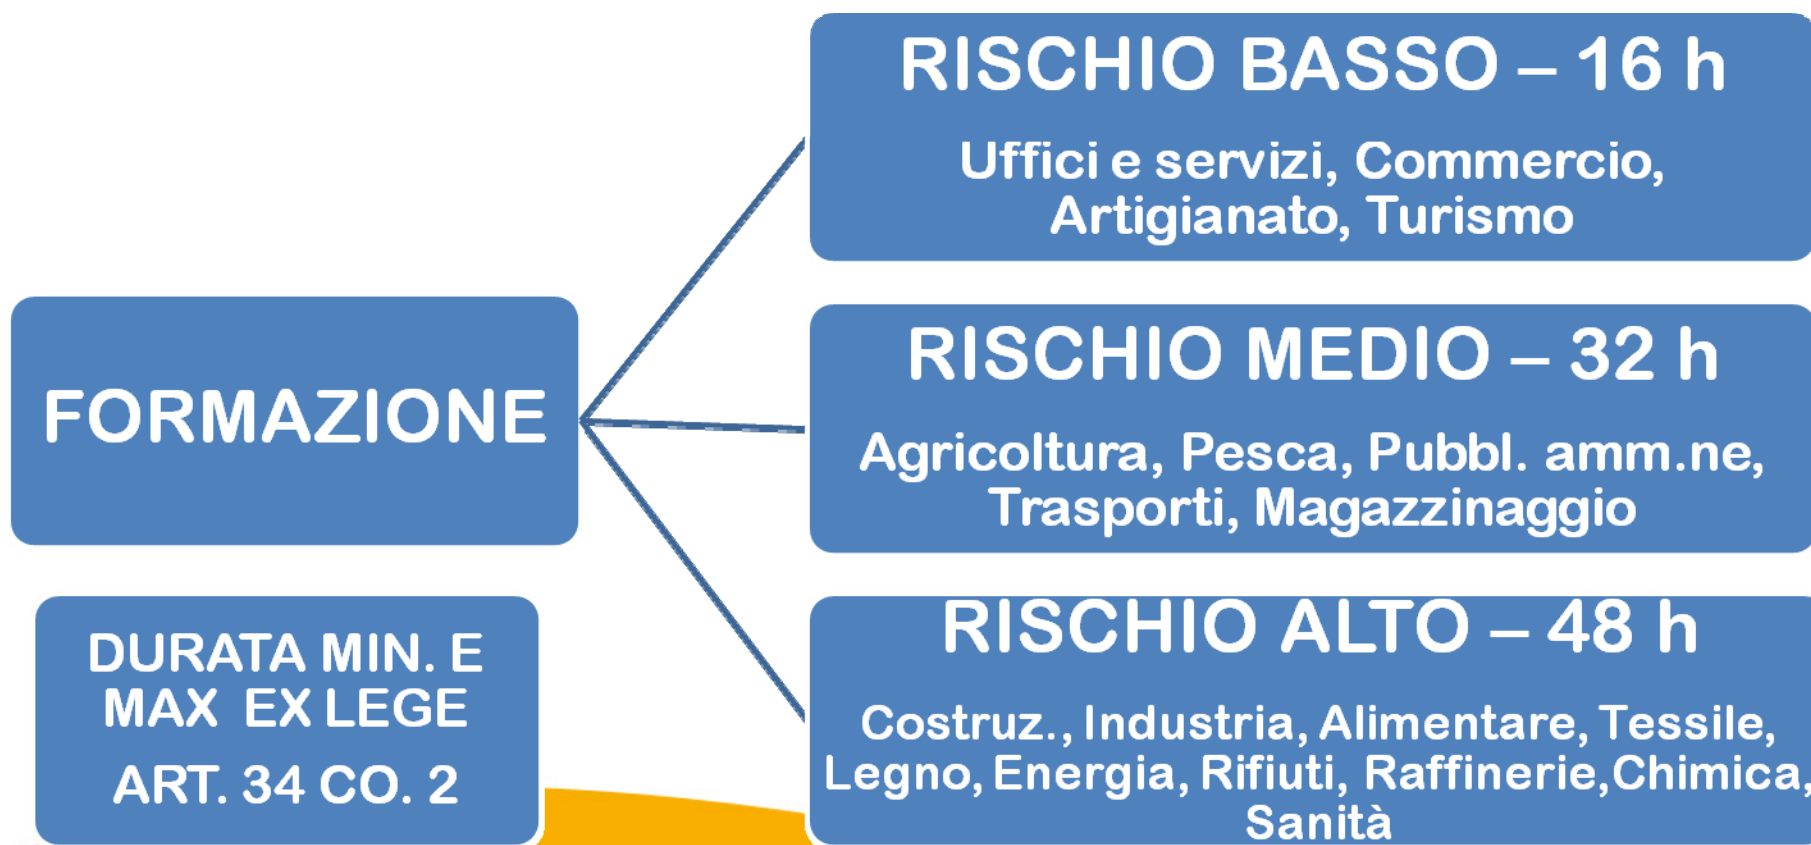 FORMAZIONE
DURATA MIN. E
MAX EX LEGE
ART. 34 CO. 2
RISCHIO BASSO – 16 h
Uffici e servizi, Commercio,
Artigianato, Turismo
RISCHIO MEDIO – 32 h
Agricoltura, Pesca, Pubbl. amm.ne,
Trasporti, Magazzinaggio
RISCHIO ALTO – 48 h
Costruz., Industria, Alimentare, Tessile,
Legno, Energia, Rifiuti, Raffinerie,Chimica,
Sanità